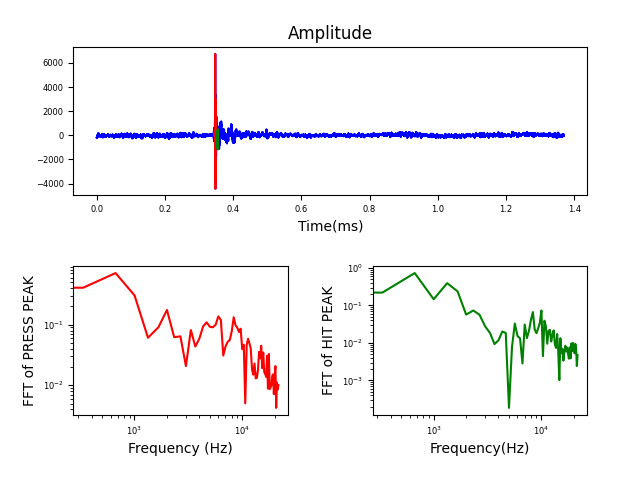 Amplitude
6000
4000
2000
0
−2000
−4000
0.0 0.2 0.4 0.6 0.8 1.0 1.2 1.4
Time(ms)
FFT of PRESS PEAK
10⁻¹
10⁻²
10³ 10⁴
Frequency (Hz)
FFT of HIT PEAK
10⁰
10⁻¹
10⁻²
10⁻³
10³ 10⁴
Frequency(Hz)